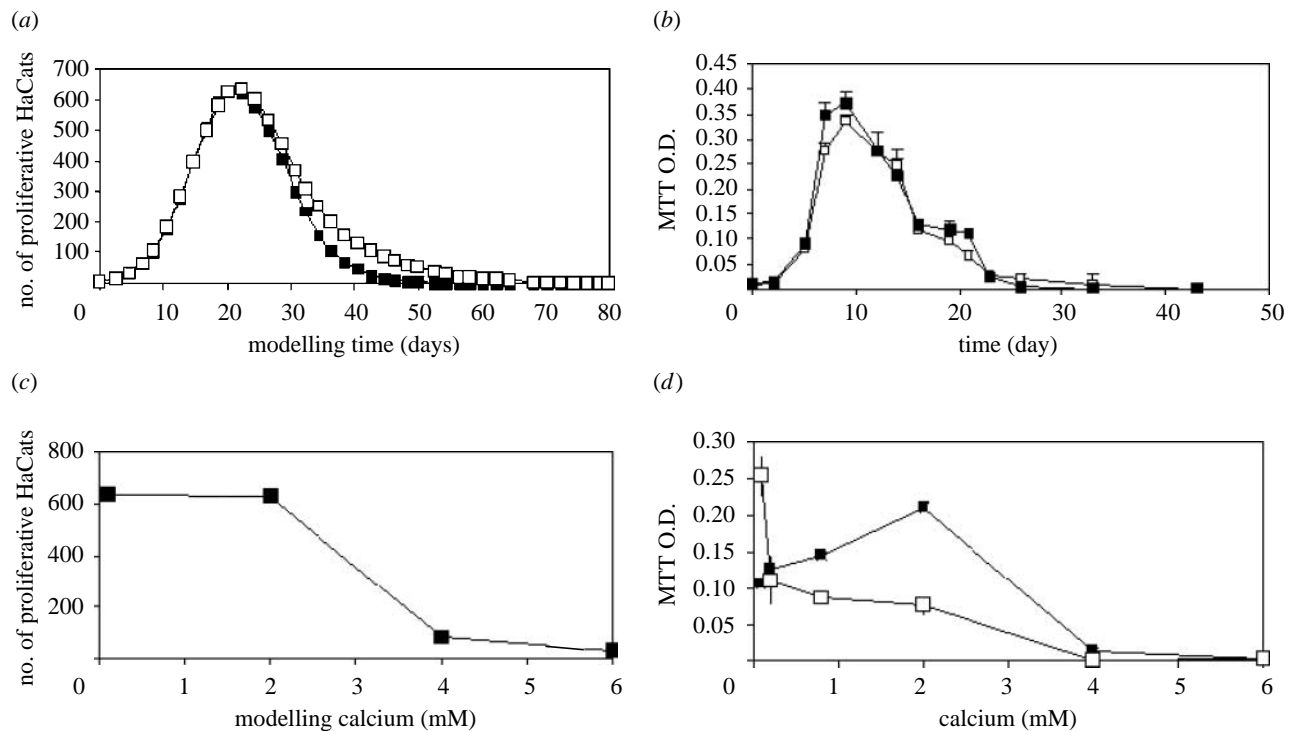 (a)
no. of proliferative HaCats
700
600
500
400
300
200
100
0 10 20 30 40 50 60 70 80
modelling time (days)
(b)
MTT O.D.
0.45
0.40
0.35
0.30
0.25
0.20
0.15
0.10
0.05
0 10 20 30 40 50
time (day)
(c)
no. of proliferative HaCats
800
600
400
200
0 1 2 3 4 5 6
modelling calcium (mM)
(d)
MTT O.D.
0.30
0.25
0.20
0.15
0.10
0.05
0 1 2 3 4 5 6
calcium (mM)